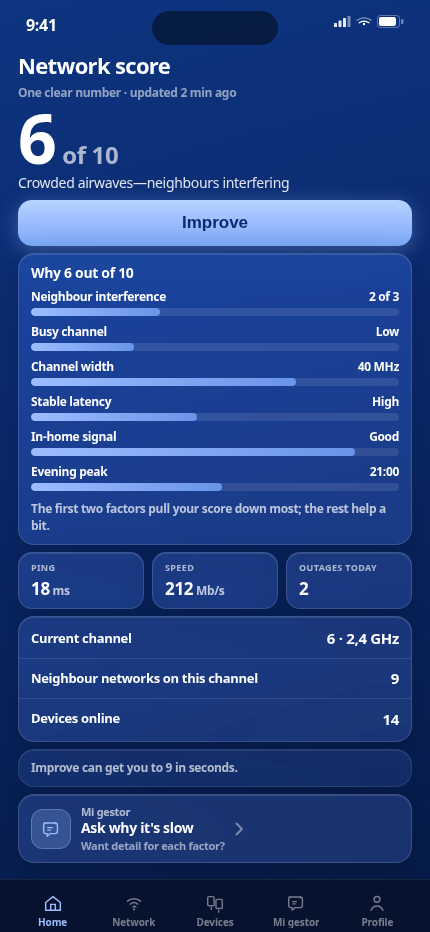 9:41
Network score
One clear number · updated 2 min ago
6 of 10
Crowded airwaves—neighbours interfering
Improve
Why 6 out of 10
Neighbour interference 2 of 3
Busy channel Low
Channel width 40 MHz
Stable latency High
In-home signal Good
Evening peak 21:00
The first two factors pull your score down most; the rest help a
bit.
PING SPEED OUTAGES TODAY
18 ms 212 Mb/s 2
Current channel 6 · 2,4 GHz
Neighbour networks on this channel 9
Devices online 14
Improve can get you to 9 in seconds.
Mi gestor
Ask why it's slow
Want detail for each factor?
Home Network Devices Mi gestor Profile